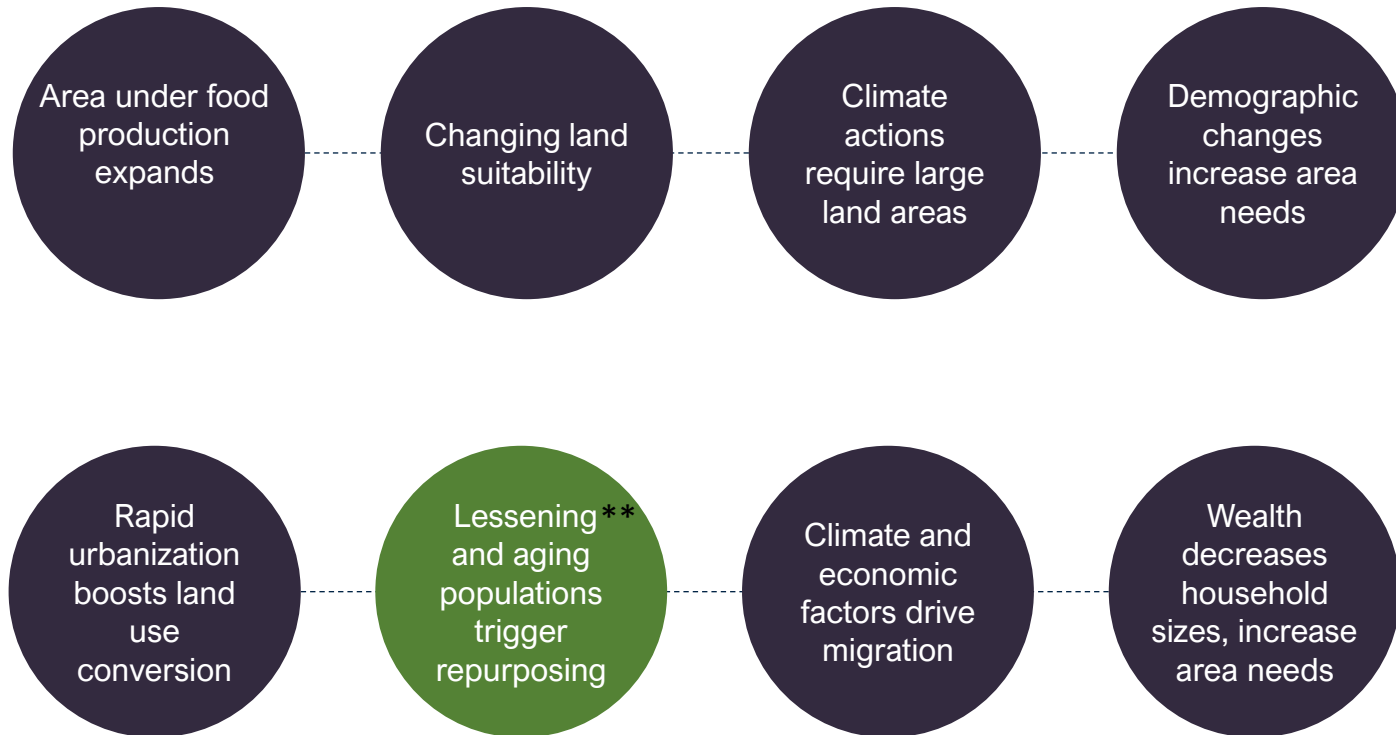 Area under food
production
expands
Changing land
suitability
Climate
actions
require large
land areas
Demographic
changes
increase area
needs
Rapid
urbanization
boosts land
use
conversion
Lessening**
and aging
populations
trigger
repurposing
Climate and
economic
factors drive
migration
Wealth
decreases
household
sizes, increase
area needs